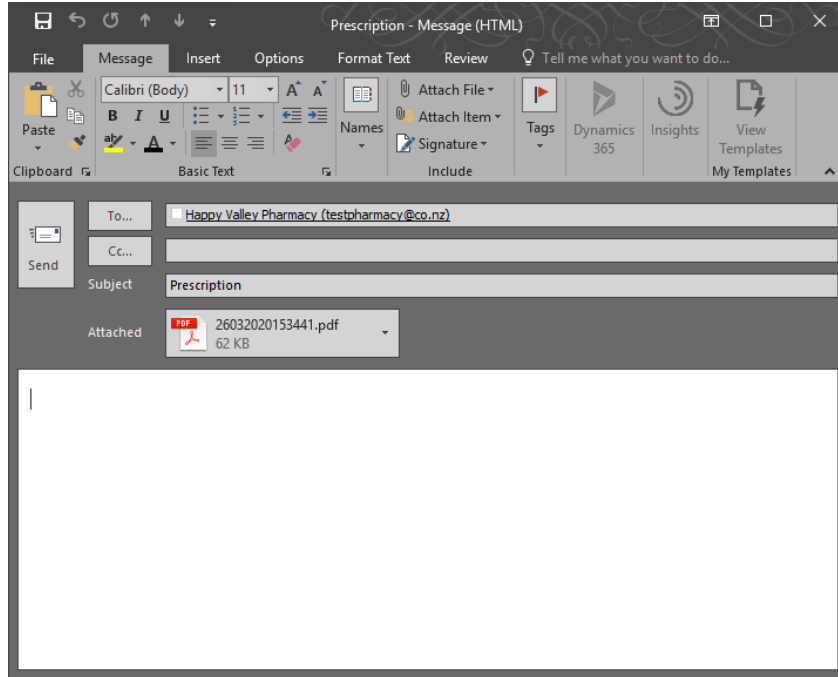 Prescription - Message (HTML)
File Message Insert Options Format Text Review Tell me what you want to do...
Calibri (Body) 11 A A Attach File
B I U Attach Item
Paste Names Signature Tags Dynamics 365 Insights View Templates
aby A
Clipboard Basic Text Include My Templates
To... Happy Valley Pharmacy (testpharmacy@co.nz)
Cc...
Send
Subject Prescription
Attached PDF 26032020153441.pdf
62 KB